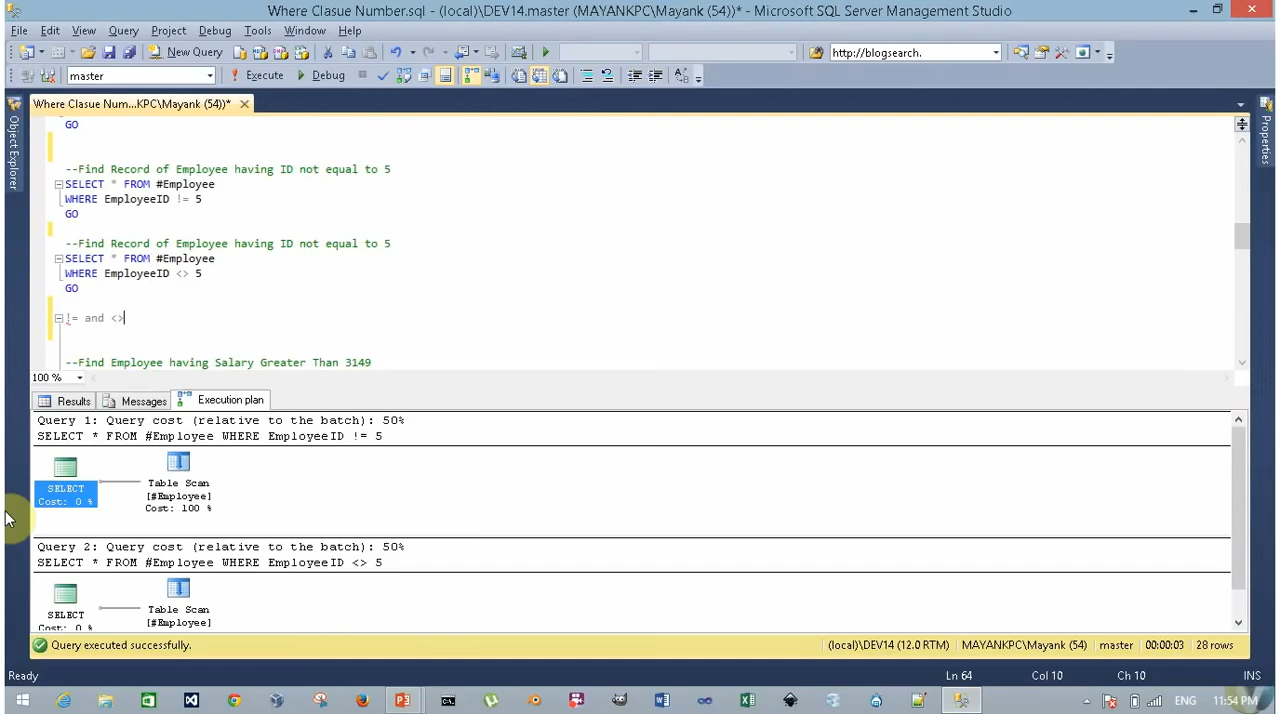 Where Clasue Number.sql - (local)\DEV14.master (MAYANKPC\Mayank (54))* - Microsoft SQL Server Management Studio
File Edit View Query Project Debug Tools Window Help
New Query http://blogsearch.
master ! Execute Debug
Where Clasue Num...KPC\Mayank (54))*
Object Explorer
Properties
GO
--Find Record of Employee having ID not equal to 5
SELECT * FROM #Employee
WHERE EmployeeID != 5
GO
--Find Record of Employee having ID not equal to 5
SELECT * FROM #Employee
WHERE EmployeeID <> 5
GO
!= and <>
--Find Employee having Salary Greater Than 3149
100 %
Results Messages Execution plan
Query 1: Query cost (relative to the batch): 50%
SELECT * FROM #Employee WHERE EmployeeID != 5
SELECT
Cost: 0 %
Table Scan
[#Employee]
Cost: 100 %
Query 2: Query cost (relative to the batch): 50%
SELECT * FROM #Employee WHERE EmployeeID <> 5
SELECT
Cost: 0 %
Table Scan
[#Employee]
Query executed successfully. (local)\DEV14 (12.0 RTM) MAYANKPC\Mayank (54) master 00:00:03 28 rows
Ready Ln 64 Col 10 Ch 10 INS
ENG 11:54 PM